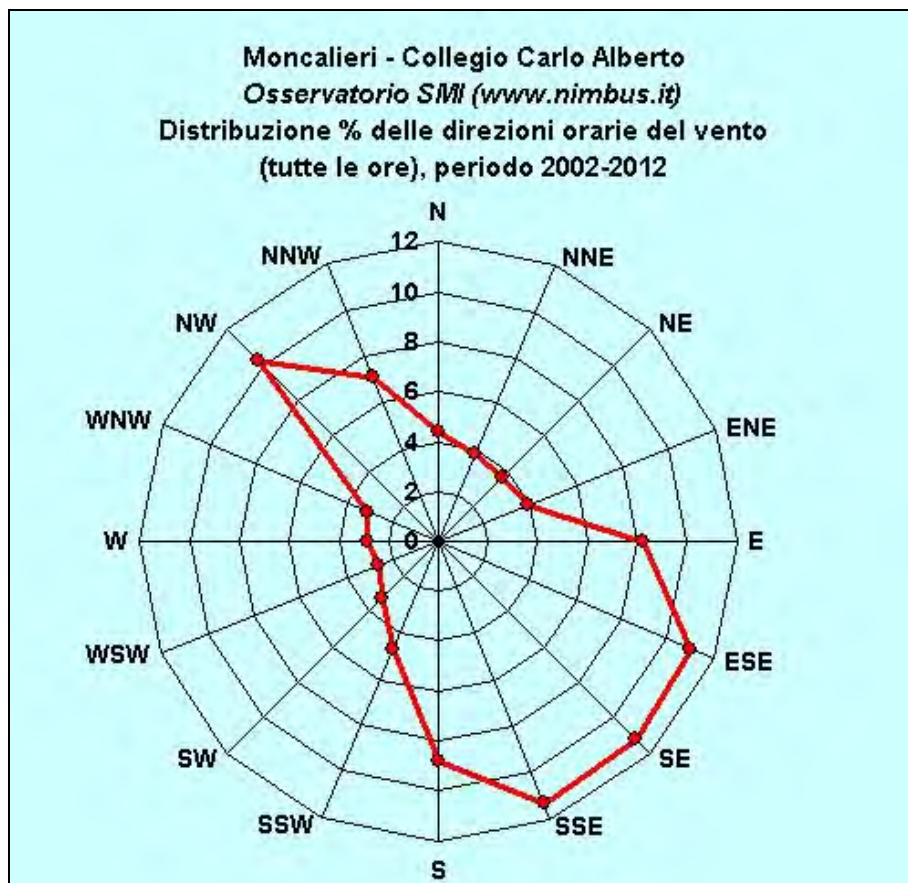 Moncalieri - Collegio Carlo Alberto
Osservatorio SMI (www.nimbus.it)
Distribuzione % delle direzioni orarie del vento
(tutte le ore), periodo 2002-2012
N
NNW
12
NNE
10
NW
NE
8
6
WNW
ENE
4
2
W
0
E
WSW
ESE
SW
SE
SSW
SSE
S